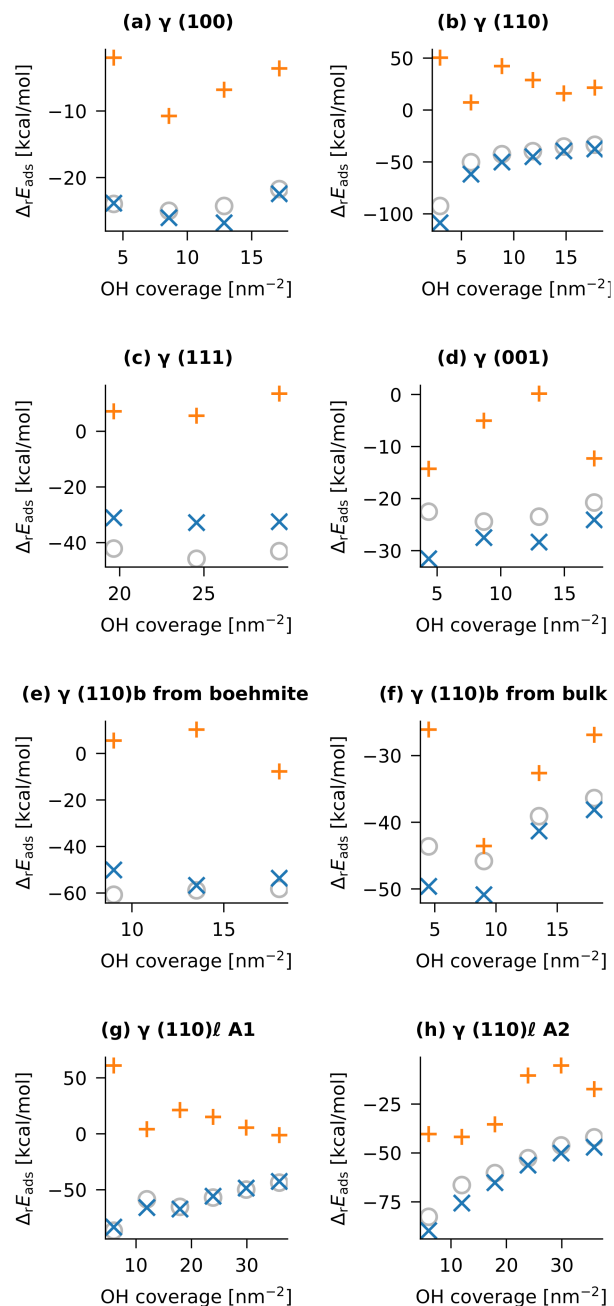 (a) γ (100)
Δ_rE_ads [kcal/mol]
−10
−20
5 10 15
OH coverage [nm⁻²]
(b) γ (110)
Δ_rE_ads [kcal/mol]
50
0
−50
−100
5 10 15
OH coverage [nm⁻²]
(c) γ (111)
Δ_rE_ads [kcal/mol]
0
−20
−40
20 25
OH coverage [nm⁻²]
(d) γ (001)
Δ_rE_ads [kcal/mol]
0
−10
−20
−30
5 10 15
OH coverage [nm⁻²]
(e) γ (110)b from boehmite
Δ_rE_ads [kcal/mol]
0
−20
−40
−60
10 15
OH coverage [nm⁻²]
(f) γ (110)b from bulk
Δ_rE_ads [kcal/mol]
−30
−40
−50
5 10 15
OH coverage [nm⁻²]
(g) γ (110)ℓ A1
Δ_rE_ads [kcal/mol]
50
0
−50
10 20 30
OH coverage [nm⁻²]
(h) γ (110)ℓ A2
Δ_rE_ads [kcal/mol]
−25
−50
−75
10 20 30
OH coverage [nm⁻²]